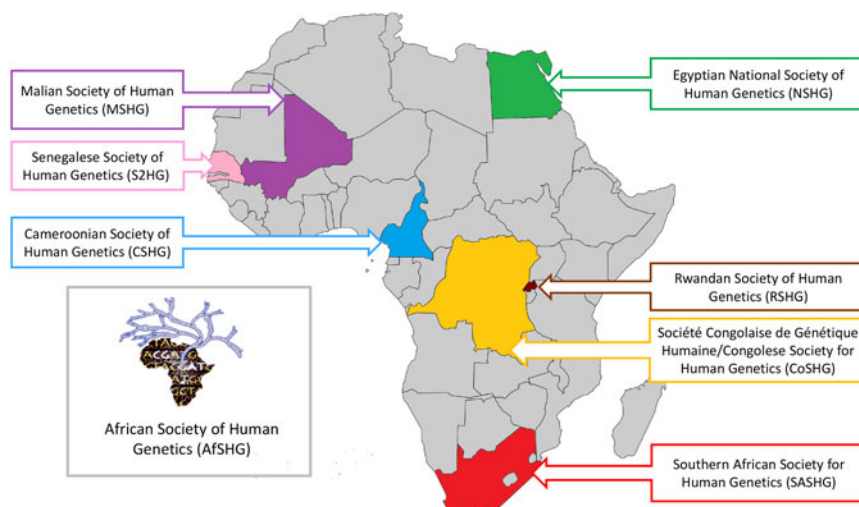 Malian Society of Human
Genetics (MSHG)
Senegalese Society of
Human Genetics (S2HG)
Cameroonian Society of
Human Genetics (CSHG)
African Society of Human
Genetics (AfSHG)
Egyptian National Society of
Human Genetics (NSHG)
Rwandan Society of Human
Genetics (RSHG)
Société Congolaise de Génétique
Humaine/Congolese Society for
Human Genetics (CoSHG)
Southern African Society for
Human Genetics (SASHG)